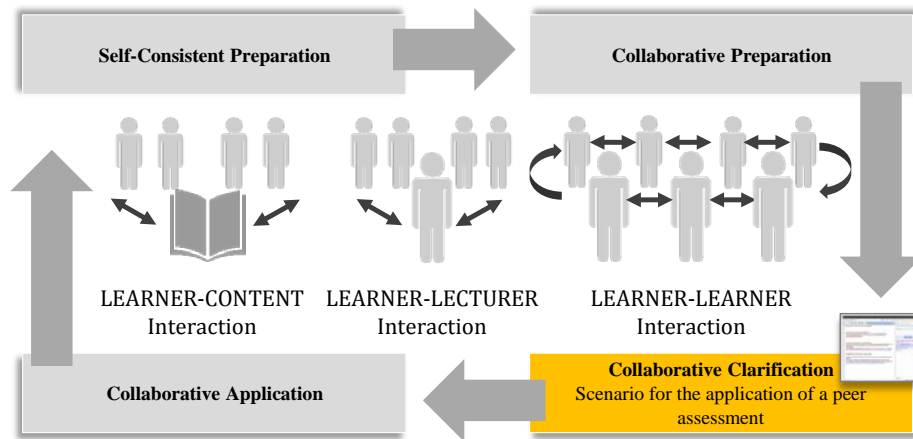 Self-Consistent Preparation
Collaborative Preparation
LEARNER-CONTENT
Interaction
LEARNER-LECTURER
Interaction
LEARNER-LEARNER
Interaction
Collaborative Application
Collaborative Clarification
Scenario for the application of a peer
assessment